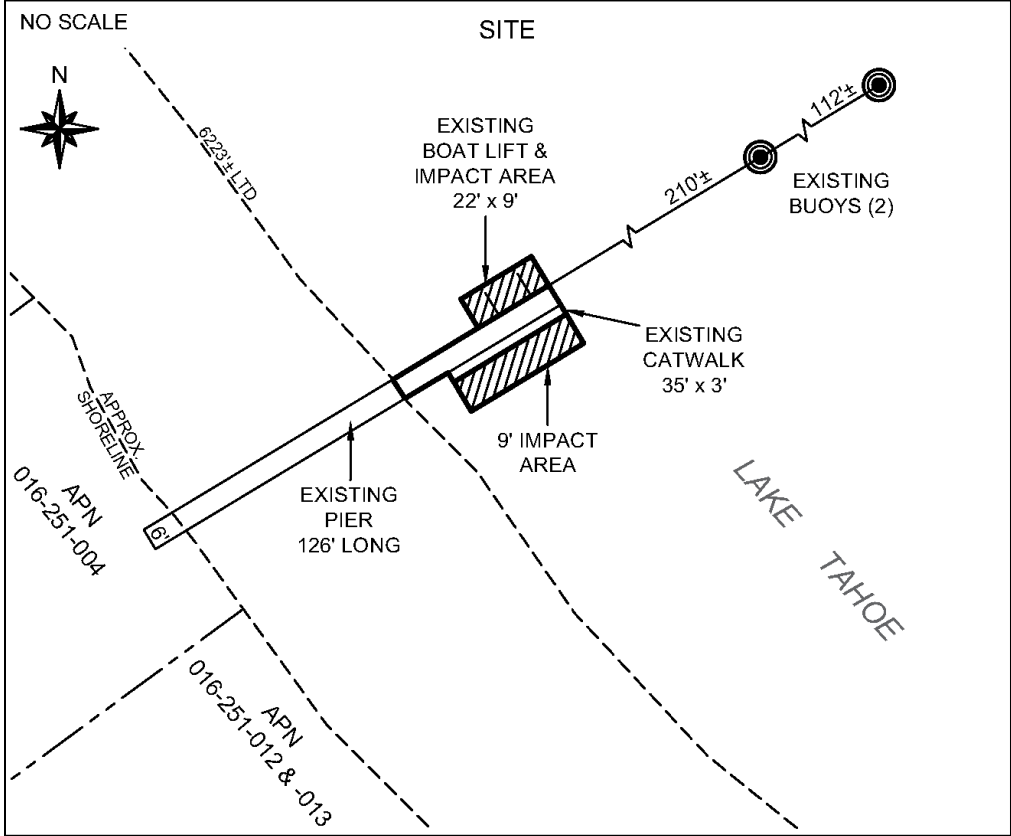 NO SCALE
SITE
N
6223'± LTD
EXISTING
BOAT LIFT &
IMPACT AREA
22' x 9'
112'±
210'±
EXISTING
BUOYS (2)
EXISTING
CATWALK
35' x 3'
9' IMPACT
AREA
APPROX.
SHORELINE
EXISTING
PIER
126' LONG
6'
APN
016-251-004
APN
016-251-012 & -013
LAKE TAHOE